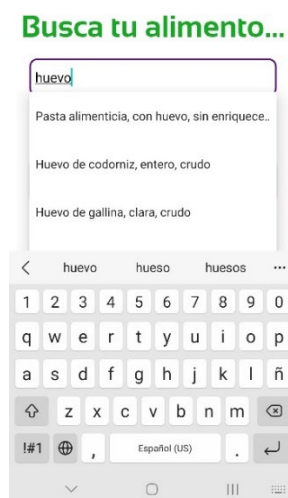 Busca tu alimento...
huevo
Pasta alimenticia, con huevo, sin enriquece..
Huevo de codorniz, entero, crudo
Huevo de gallina, clara, crudo
huevo hueso huesos ...
1 2 3 4 5 6 7 8 9 0
q w e r t y u i o p
a s d f g h j k l ñ
z x c v b n m
!#1 , Español (US) .